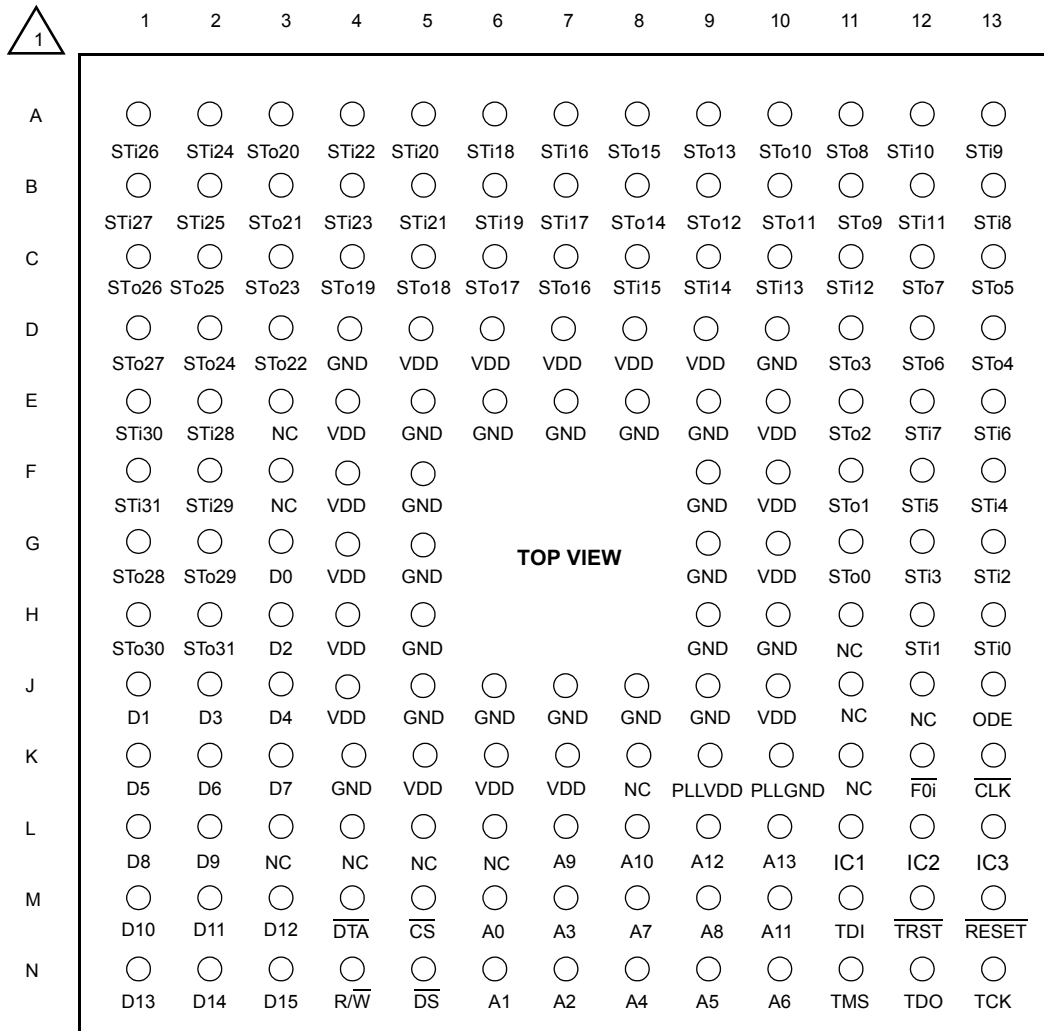 1 2 3 4 5 6 7 8 9 10 11 12 13
1
A
STi26 STi24 STo20 STi22 STi20 STi18 STi16 STo15 STo13 STo10 STo8 STi10 STi9
B
STi27 STi25 STo21 STi23 STi21 STi19 STi17 STo14 STo12 STo11 STo9 STi11 STi8
C
STo26 STo25 STo23 STo19 STo18 STo17 STo16 STi15 STi14 STi13 STi12 STo7 STo5
D
STo27 STo24 STo22 GND VDD VDD VDD VDD VDD GND STo3 STo6 STo4
E
STi30 STi28 NC VDD GND GND GND GND GND VDD STo2 STi7 STi6
F
STi31 STi29 NC VDD GND GND VDD STo1 STi5 STi4
G
TOP VIEW
STo28 STo29 D0 VDD GND GND VDD STo0 STi3 STi2
H
STo30 STo31 D2 VDD GND GND GND NC STi1 STi0
J
D1 D3 D4 VDD GND GND GND GND GND VDD NC NC ODE
K
D5 D6 D7 GND VDD VDD VDD NC PLLVDD PLLGND NC F̅0̅i̅ C̅L̅K̅
L
D8 D9 NC NC NC NC A9 A10 A12 A13 IC1 IC2 IC3
M
D10 D11 D12 D̅T̅A̅ C̅S̅ A0 A3 A7 A8 A11 TDI T̅R̅S̅T̅ R̅E̅S̅E̅T̅
N
D13 D14 D15 R/W̅ D̅S̅ A1 A2 A4 A5 A6 TMS TDO TCK